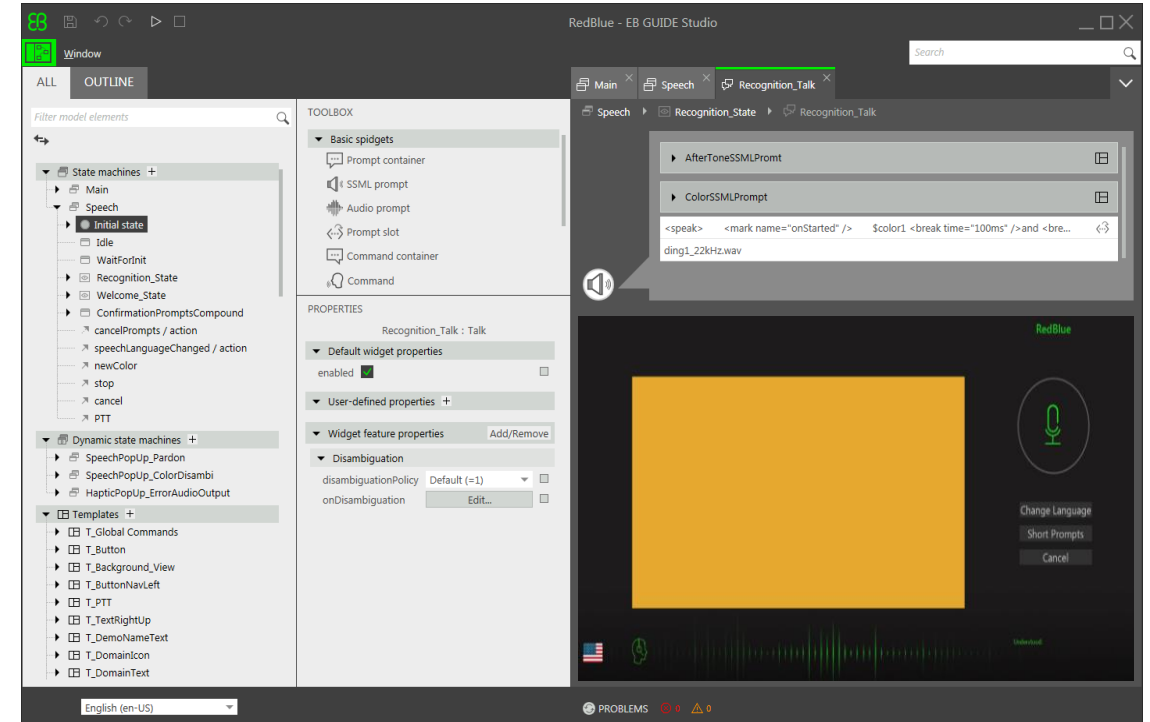 EB
RedBlue - EB GUIDE Studio
Window
Search
ALL
OUTLINE
Filter model elements
State machines +
Main
Speech
Initial state
Idle
WaitForInit
Recognition_State
Welcome_State
ConfirmationPromptsCompound
cancelPrompts / action
speechLanguageChanged / action
newColor
stop
cancel
PTT
Dynamic state machines +
SpeechPopUp_Pardon
SpeechPopUp_ColorDisambi
HapticPopUp_ErrorAudioOutput
Templates +
T_Global Commands
T_Button
T_Background_View
T_ButtonNavLeft
T_PTT
T_TextRightUp
T_DemoNameText
T_DomainIcon
T_DomainText
English (en-US)
TOOLBOX
Basic spidgets
Prompt container
SSML prompt
Audio prompt
Prompt slot
Command container
Command
PROPERTIES
Recognition_Talk : Talk
Default widget properties
enabled
User-defined properties +
Widget feature properties Add/Remove
Disambiguation
disambiguationPolicy Default (=1)
onDisambiguation Edit...
Main Speech Recognition_Talk
Speech Recognition_State Recognition_Talk
AfterToneSSMLPromt
ColorSSMLPrompt
<speak> <mark name="onStarted" /> $color1 <break time="100ms" />and <bre...
ding1_22kHz.wav
RedBlue
Change Language
Short Prompts
Cancel
Understood
PROBLEMS 0 0